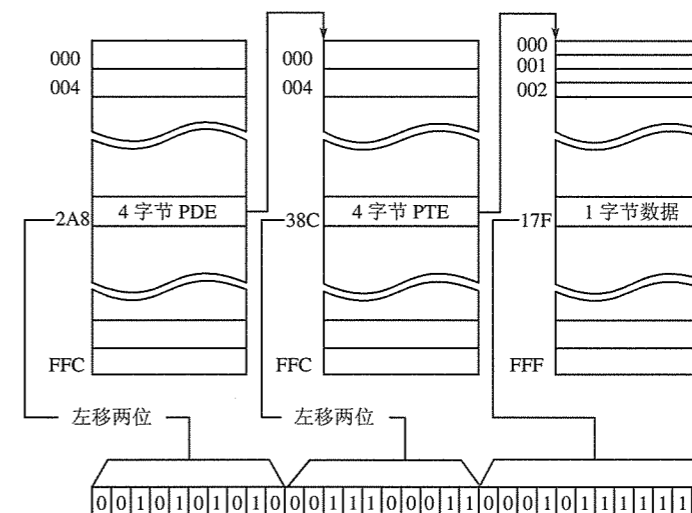 000 000 000
004 004 001
002
2A8 4 字节 PDE 38C 4 字节 PTE 17F 1 字节数据
FFC FFC FFF
左移两位 左移两位
0 0 1 0 1 0 1 0 1 0 0 0 1 1 1 0 0 0 1 1 0 0 0 1 0 1 1 1 1 1 1